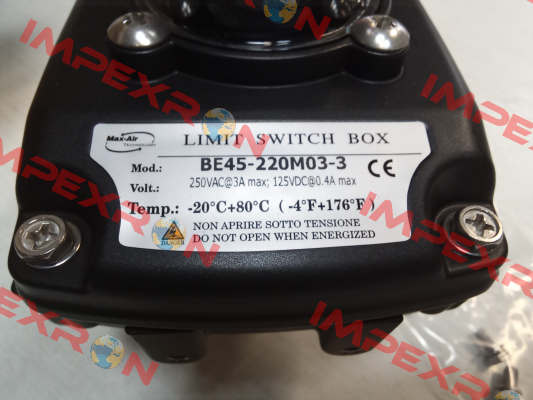 Max-Air
TECHNOLOGY
LIMIT SWITCH BOX
Mod.: BE45-220M03-3 CE
Volt.: 250VAC@3A max; 125VDC@0.4A max
Temp.: -20°C+80°C ( -4°F+176°F )
NON APRIRE SOTTO TENSIONE
DANGER DO NOT OPEN WHEN ENERGIZED
IMPEXRON
IMPEXRON
IMPEXRON
IMPEXRON